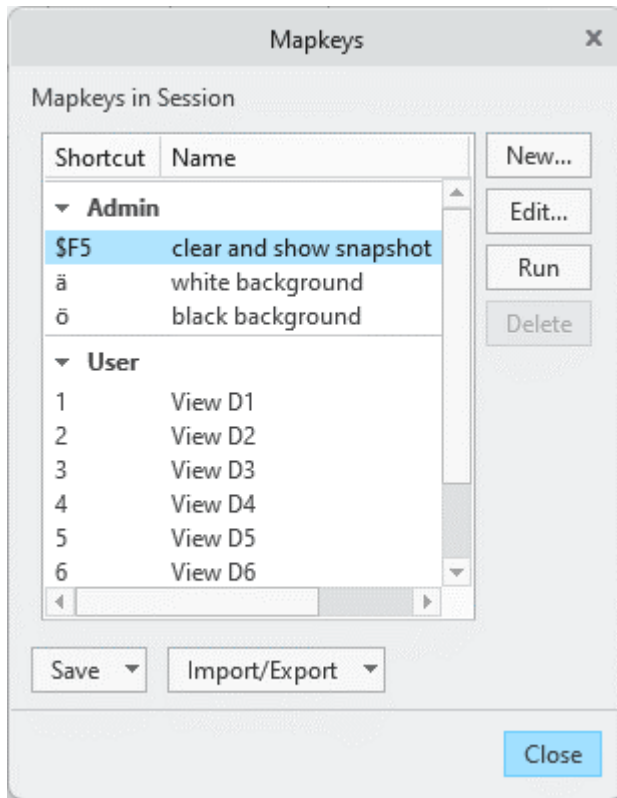 Mapkeys
Mapkeys in Session
Shortcut Name
New...
Admin
Edit...
$F5 clear and show snapshot
Run
ä white background
ö black background
Delete
User
1 View D1
2 View D2
3 View D3
4 View D4
5 View D5
6 View D6
Save Import/Export
Close